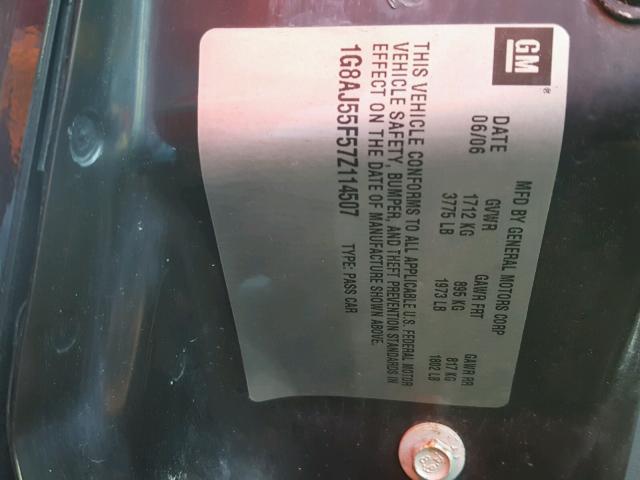 GM
®
MFD BY GENERAL MOTORS CORP
DATE GVWR GAWR FRT GAWR RR
06/06 1712 KG 895 KG 817 KG
3775 LB 1973 LB 1802 LB
THIS VEHICLE CONFORMS TO ALL APPLICABLE U.S. FEDERAL MOTOR
VEHICLE SAFETY, BUMPER, AND THEFT PREVENTION STANDARDS IN
EFFECT ON THE DATE OF MANUFACTURE SHOWN ABOVE.
1G8AJ55F57Z114507 TYPE: PASS CAR